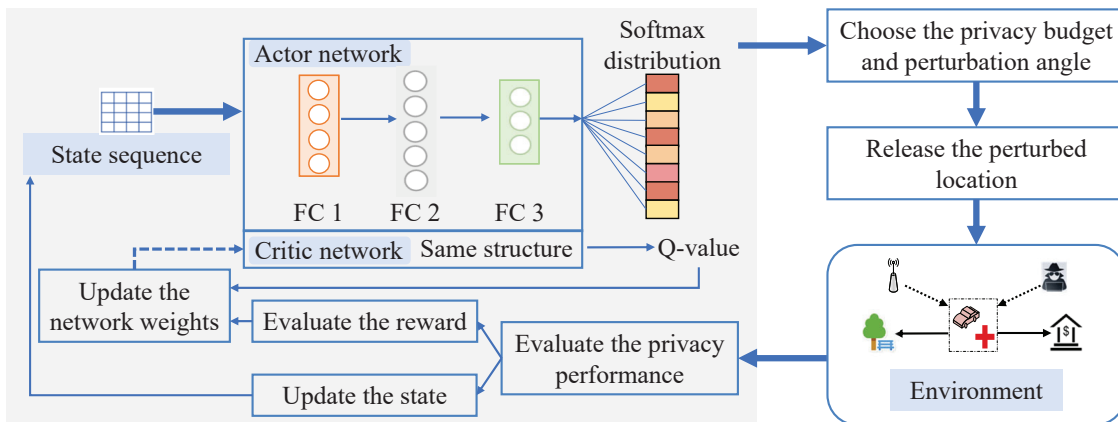 Actor network
Softmax
distribution
State sequence
FC 1
FC 2
FC 3
Critic network
Same structure
Q-value
Update the
network weights
Evaluate the reward
Update the state
Evaluate the privacy
performance
Choose the privacy budget
and perturbation angle
Release the perturbed
location
$
Environment